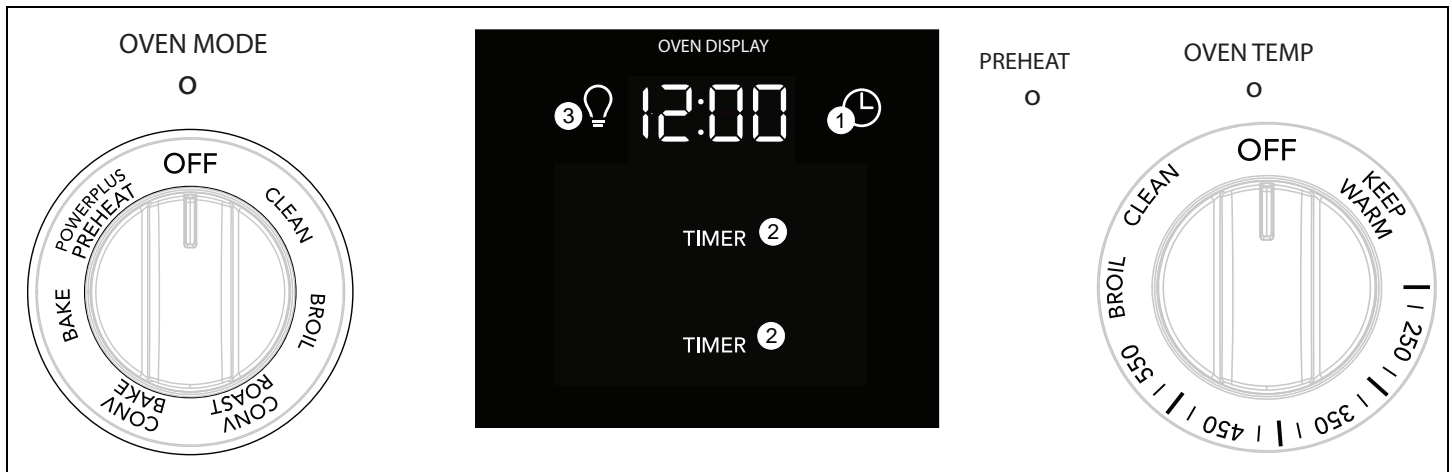 OVEN MODE
OFF
CLEAN
BROIL
CONV
ROAST
CONV
BAKE
BAKE
POWERPLUS
PREHEAT
OVEN DISPLAY
3
12:00
1
TIMER 2
TIMER 2
PREHEAT
OVEN TEMP
OFF
KEEP
WARM
250
350
450
550
BROIL
CLEAN